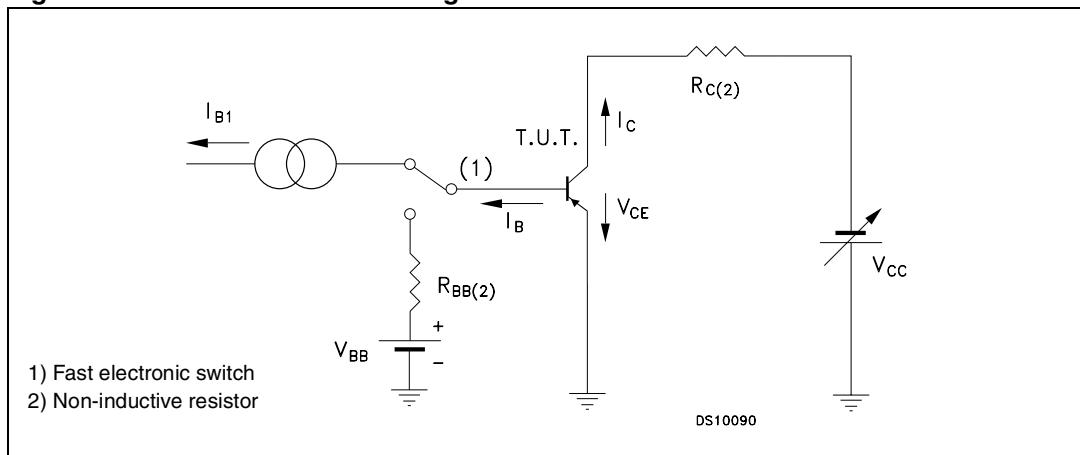 I_B1
R_C(2)
I_C
T.U.T.
(1)
V_CE
I_B
V_CC
R_BB(2)
+
V_BB
–
1) Fast electronic switch
2) Non-inductive resistor
DS10090